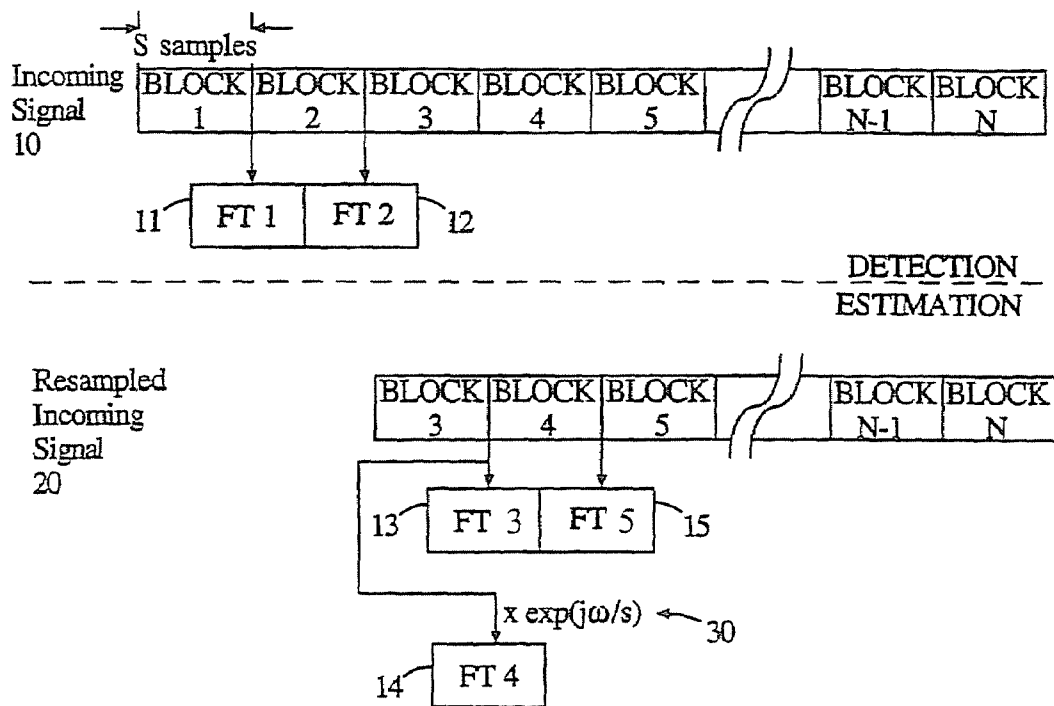 S samples
Incoming
Signal
10
BLOCK 1 BLOCK 2 BLOCK 3 BLOCK 4 BLOCK 5 BLOCK N-1 BLOCK N
11 FT 1 FT 2 12
DETECTION
ESTIMATION
Resampled
Incoming
Signal
20
BLOCK 3 BLOCK 4 BLOCK 5 BLOCK N-1 BLOCK N
13 FT 3 FT 5 15
x exp(jω/s) 30
14 FT 4